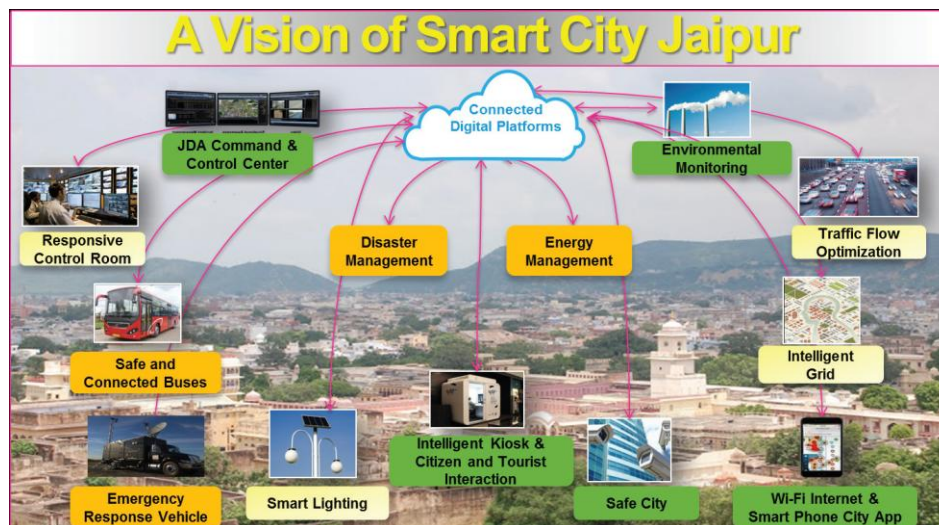 A Vision of Smart City Jaipur
Connected
Digital Platforms
JDA Command &
Control Center
Environmental
Monitoring
Responsive
Control Room
Disaster
Management
Energy
Management
Traffic Flow
Optimization
Safe and
Connected Buses
Intelligent
Grid
Intelligent Kiosk &
Citizen and Tourist
Interaction
Emergency
Response Vehicle
Smart Lighting
Safe City
Wi-Fi Internet &
Smart Phone City App